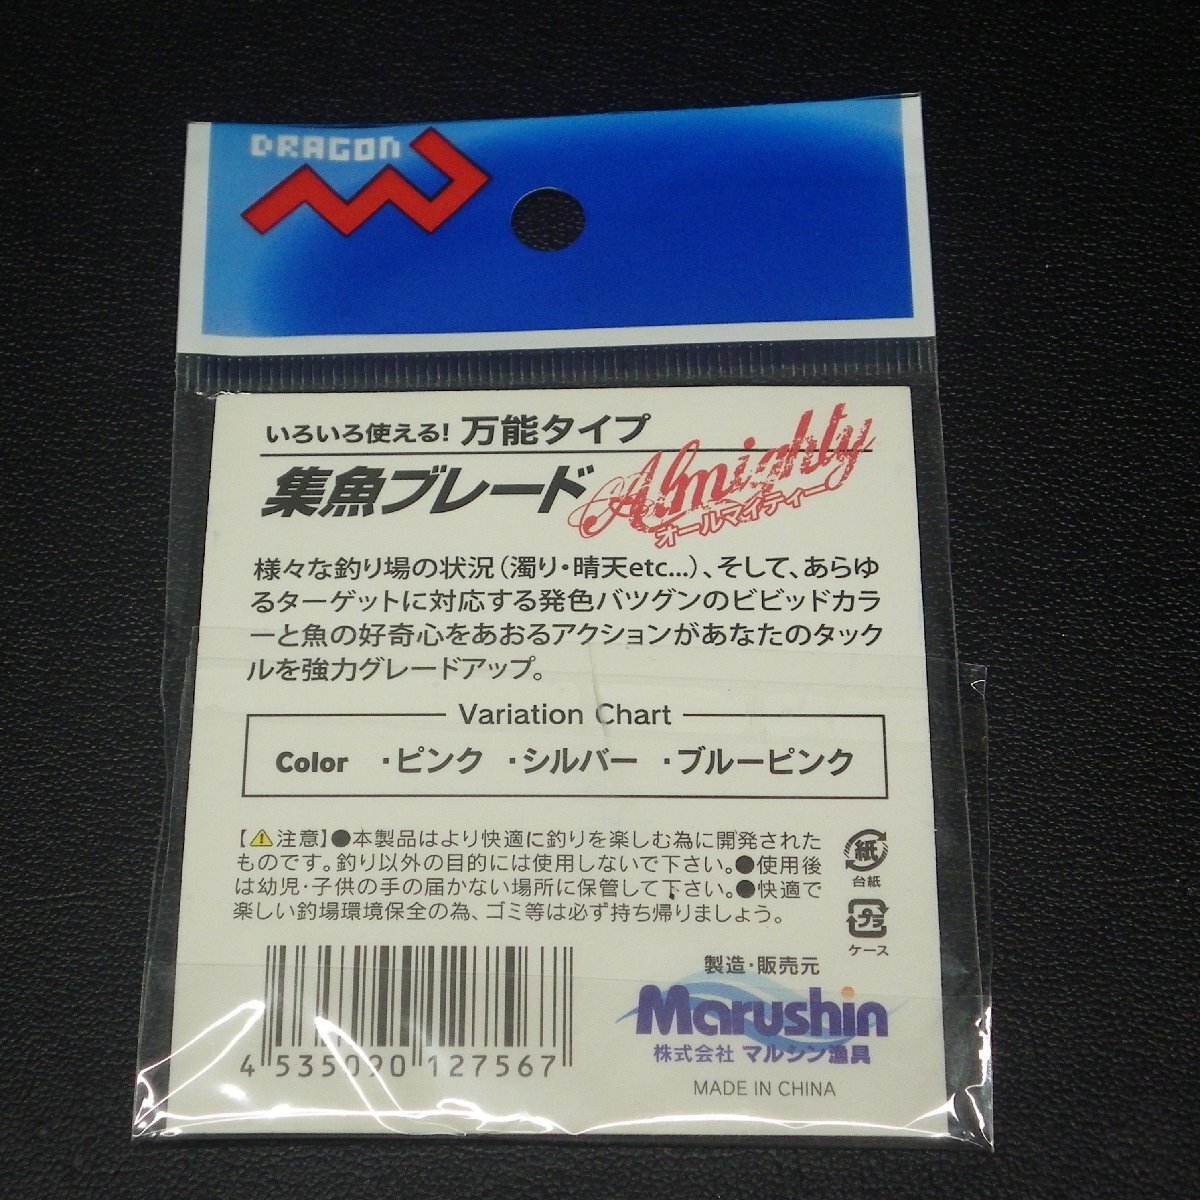 DRAGON
いろいろ使える! 万能タイプ
集魚ブレード
Almighty
オールマイティー
様々な釣り場の状況(濁り・晴天etc...)、そして、あらゆ
るターゲットに対応する発色バツグンのビビッドカラ
ーと魚の好奇心をあおるアクションがあなたのタック
ルを強力グレードアップ。
Variation Chart
Color ・ピンク ・シルバー ・ブルーピンク
【注意】●本製品はより快適に釣りを楽しむ為に開発された
ものです。釣り以外の目的には使用しないで下さい。●使用後
は幼児・子供の手の届かない場所に保管して下さい。●快適で
楽しい釣場環境保全の為、ゴミ等は必ず持ち帰りましょう。
紙
台紙
プラ
ケース
4 535090 127567
製造・販売元
Marushin
株式会社 マルシン漁具
MADE IN CHINA